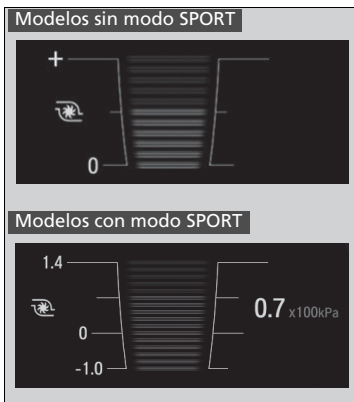 Modelos sin modo SPORT
+
0
Modelos con modo SPORT
1.4
0.7 x100kPa
0
-1.0